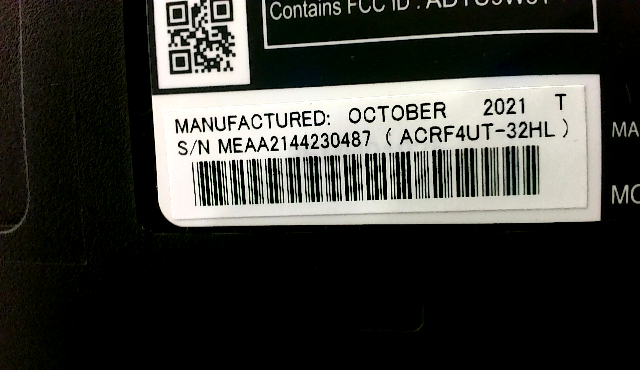 Contains FCC ID :
MANUFACTURED: OCTOBER 2021 T
S/N MEAA2144230487 ( ACRF4UT-32HL )